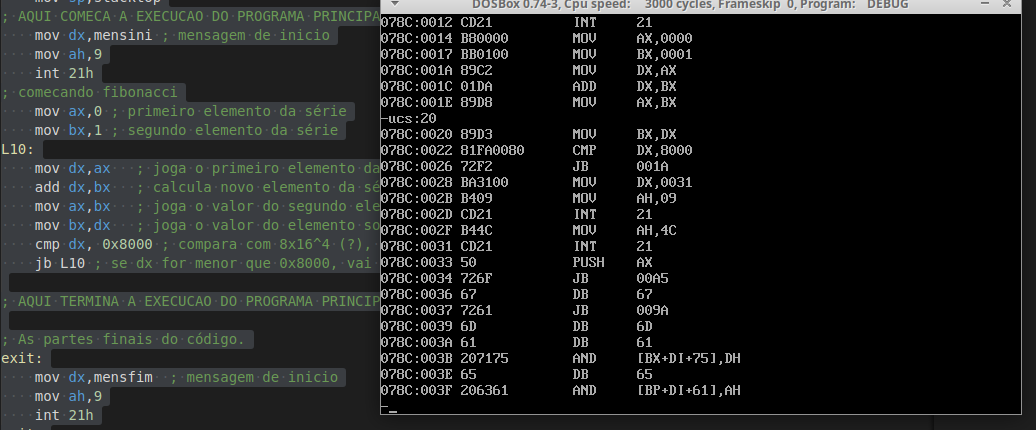 ; AQUI COMECA A EXECUCAO DO PROGRAMA PRINCIPA
mov dx,mensini ; mensagem de inicio
mov ah,9
int 21h
; comecando fibonacci
mov ax,0 ; primeiro elemento da série
mov bx,1 ; segundo elemento da série
L10:
mov dx,ax ; joga o primeiro elemento da
add dx,bx ; calcula novo elemento da sé
mov ax,bx ; joga o valor do segundo ele
mov bx,dx ; joga o valor do elemento so
cmp dx, 0x8000 ; compara com 8x16^4 (?),
jb L10 ; se dx for menor que 0x8000, vai
; AQUI TERMINA A EXECUCAO DO PROGRAMA PRINCIP
; As partes finais do código.
exit:
mov dx,mensfim ; mensagem de inicio
mov ah,9
int 21h
DOSBox 0.74-3, Cpu speed: 3000 cycles, Frameskip 0, Program: DEBUG
078C:0012 CD21 INT 21
078C:0014 B80000 MOV AX,0000
078C:0017 BB0100 MOV BX,0001
078C:001A 89C2 MOV DX,AX
078C:001C 01DA ADD DX,BX
078C:001E 89D8 MOV AX,BX
-ucs:20
078C:0020 89D3 MOV BX,DX
078C:0022 81FA0080 CMP DX,8000
078C:0026 72F2 JB 001A
078C:0028 BA3100 MOV DX,0031
078C:002B B409 MOV AH,09
078C:002D CD21 INT 21
078C:002F B44C MOV AH,4C
078C:0031 CD21 INT 21
078C:0033 50 PUSH AX
078C:0034 726F JB 00A5
078C:0036 67 DB 67
078C:0037 7261 JB 009A
078C:0039 6D DB 6D
078C:003A 61 DB 61
078C:003B 207175 AND [BX+DI+75],DH
078C:003E 65 DB 65
078C:003F 206361 AND [BP+DI+61],AH
-_